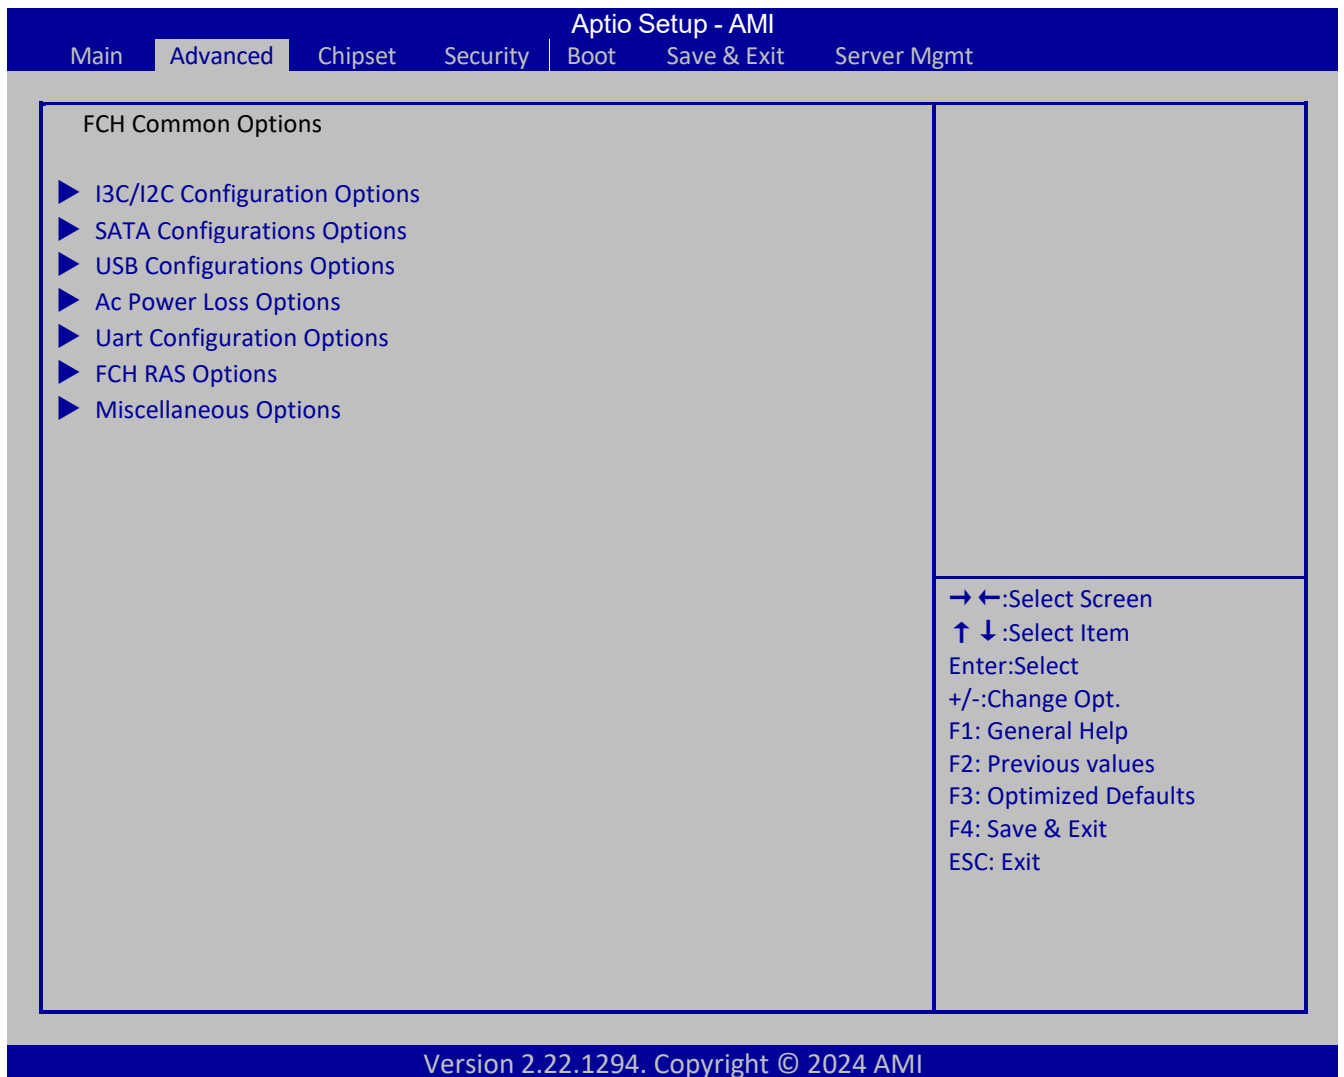 Aptio Setup - AMI
Main Advanced Chipset Security Boot Save & Exit Server Mgmt
FCH Common Options
▶ I3C/I2C Configuration Options
▶ SATA Configurations Options
▶ USB Configurations Options
▶ Ac Power Loss Options
▶ Uart Configuration Options
▶ FCH RAS Options
▶ Miscellaneous Options
→ ←:Select Screen
↑ ↓ :Select Item
Enter:Select
+/-:Change Opt.
F1: General Help
F2: Previous values
F3: Optimized Defaults
F4: Save & Exit
ESC: Exit
Version 2.22.1294. Copyright © 2024 AMI